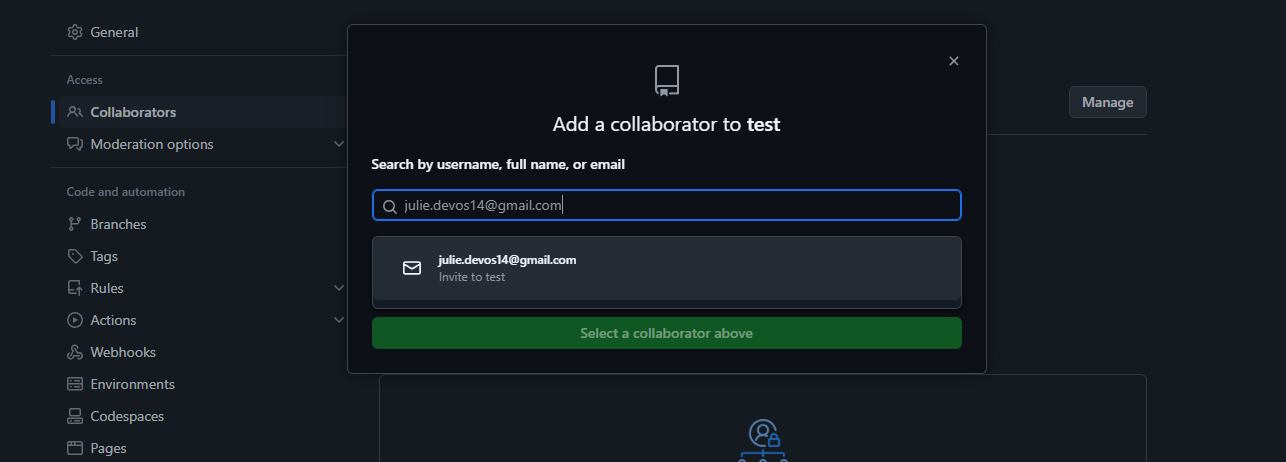 General
Access
Collaborators
Moderation options
Code and automation
Branches
Tags
Rules
Actions
Webhooks
Environments
Codespaces
Pages
Add a collaborator to test
Search by username, full name, or email
julie.devos14@gmail.com
julie.devos14@gmail.com
Invite to test
Select a collaborator above
Manage